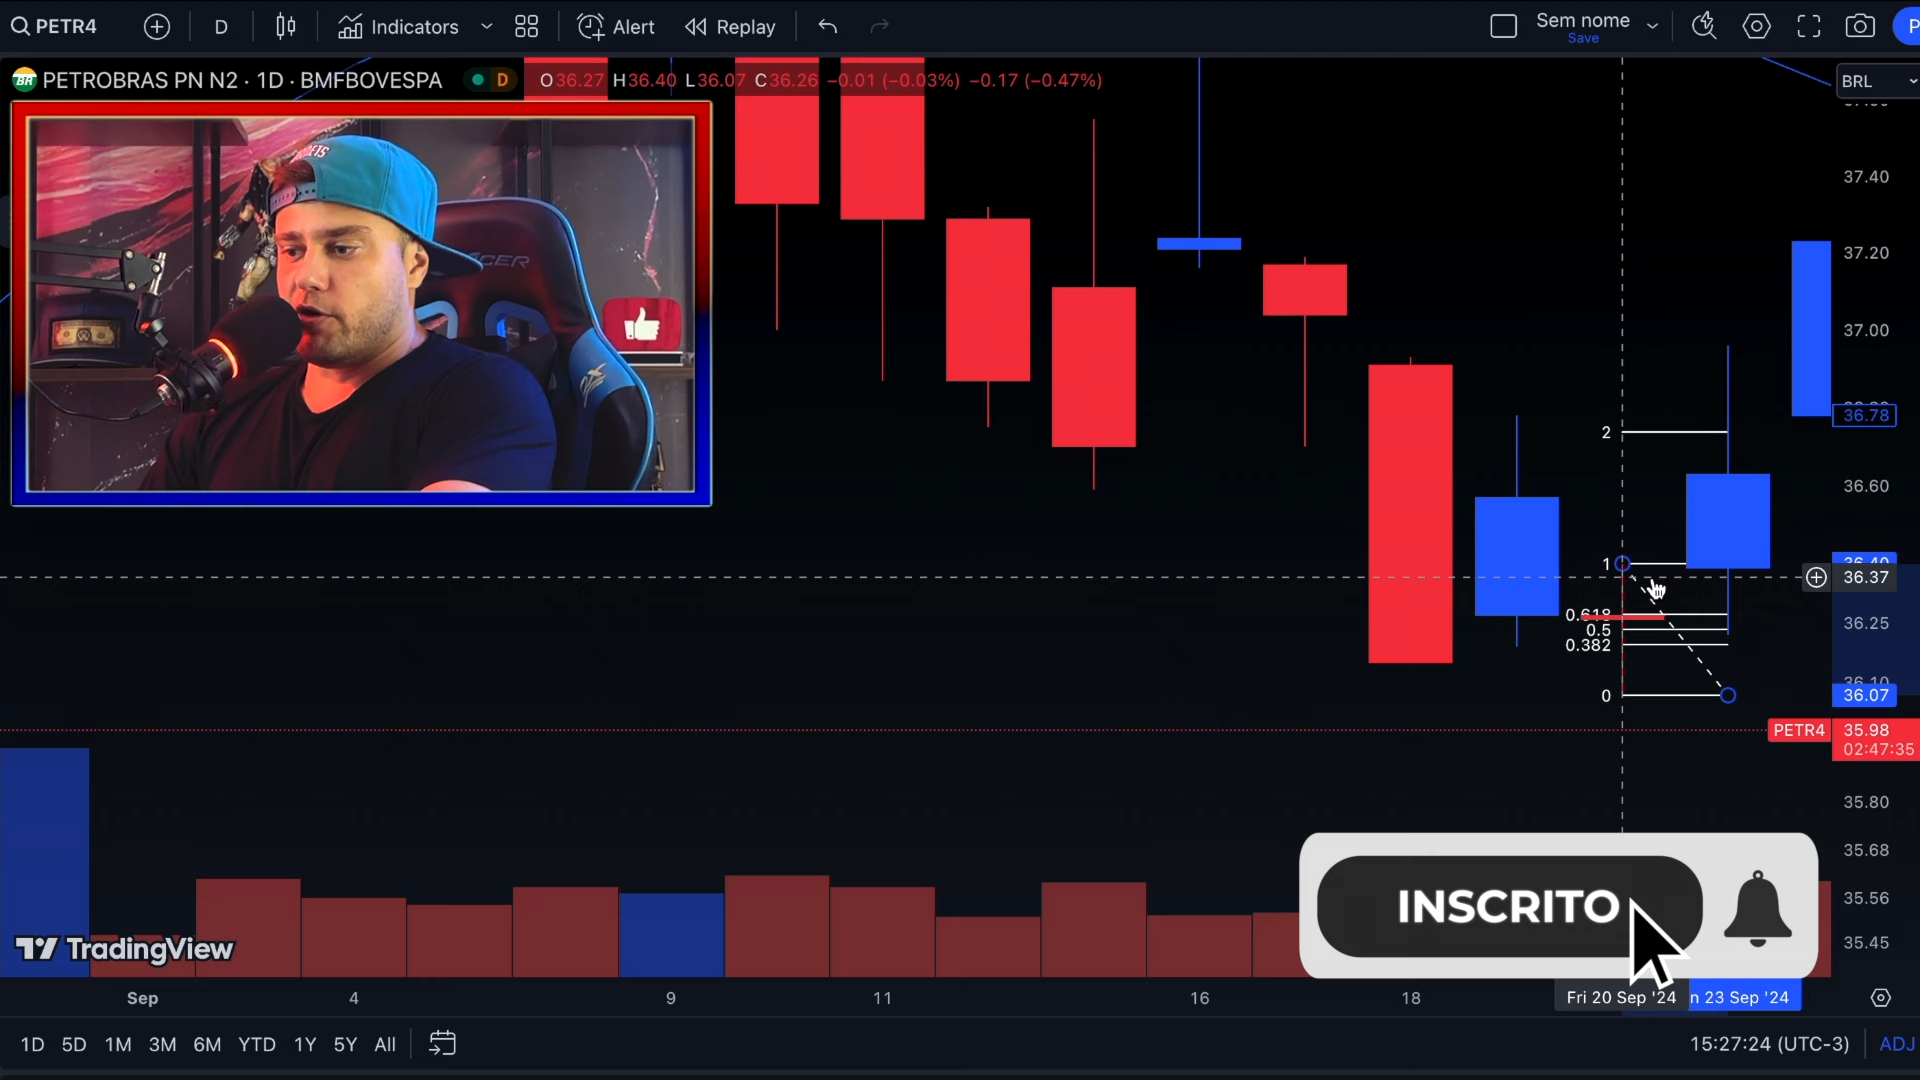 PETR4
D
Indicators
Alert
Replay
Sem nome
Save
P
PETROBRAS PN N2 · 1D · BMFBOVESPA
D
O36.27 H36.40 L36.07 C36.26 −0.01 (−0.03%) −0.17 (−0.47%)
BRL
37.40
37.20
37.00
36.78
36.60
36.40
36.37
36.25
36.10
36.07
PETR4
35.98
02:47:35
35.80
35.68
35.56
35.45
2
1
0.618
0.5
0.382
0
INSCRITO
TradingView
Sep
4
9
11
16
18
Fri 20 Sep '24
n 23 Sep '24
1D 5D 1M 3M 6M YTD 1Y 5Y All
15:27:24 (UTC-3)
ADJ